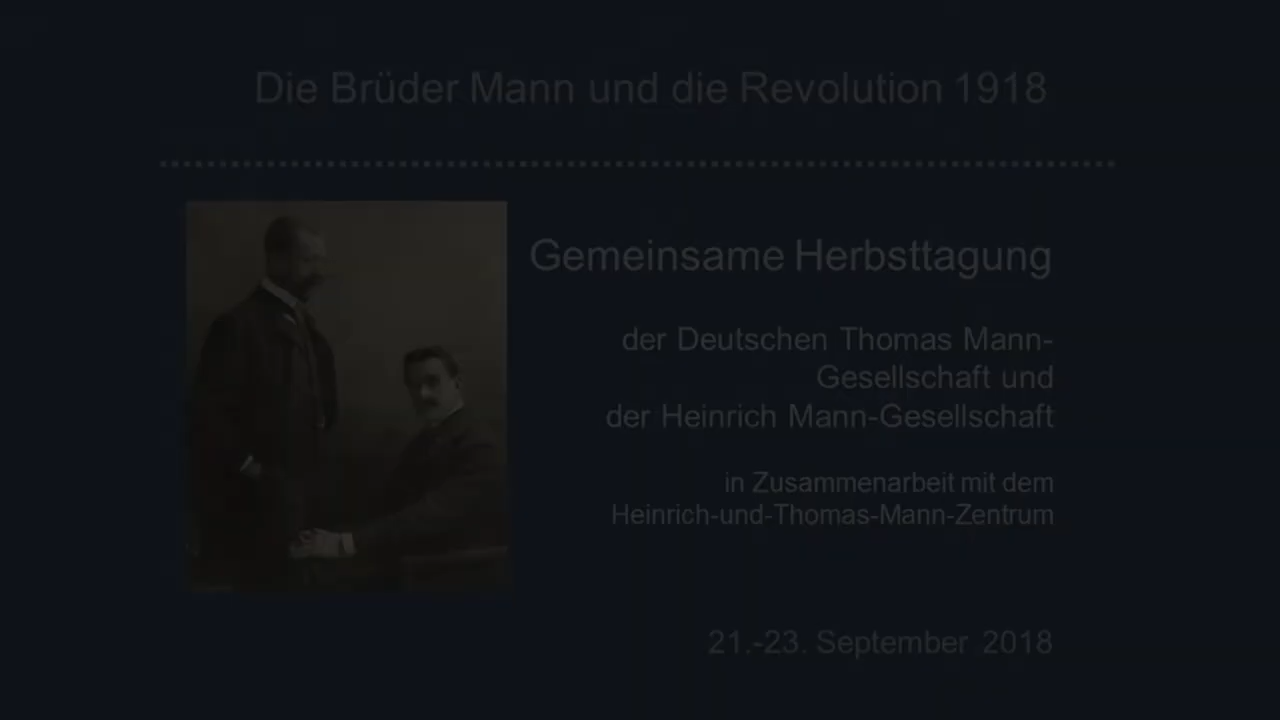 Die Brüder Mann und die Revolution 1918
Gemeinsame Herbsttagung
der Deutschen Thomas Mann-
Gesellschaft und
der Heinrich Mann-Gesellschaft
in Zusammenarbeit mit dem
Heinrich-und-Thomas-Mann-Zentrum
21.-23. September 2018